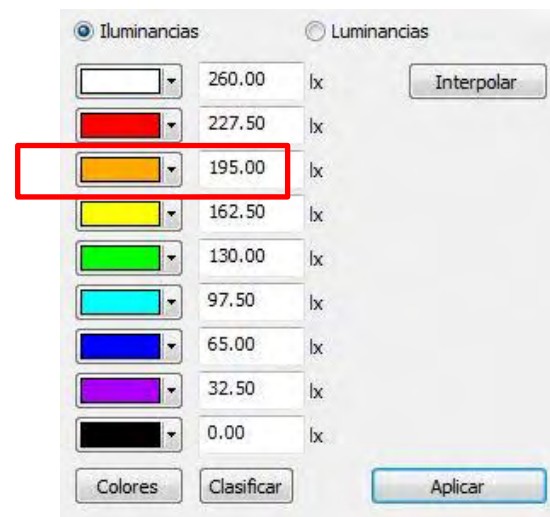 Iluminancias Luminancias
260.00 lx Interpolar
227.50 lx
195.00 lx
162.50 lx
130.00 lx
97.50 lx
65.00 lx
32.50 lx
0.00 lx
Colores Clasificar Aplicar